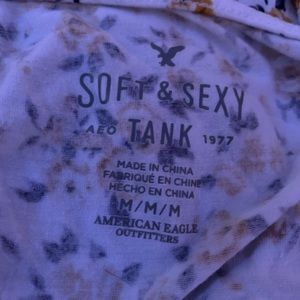 SOFT & SEXY
AEO TANK 1977
MADE IN CHINA
FABRIQUÉ EN CHINE
HECHO EN CHINA
M/M/M
AMERICAN EAGLE
OUTFITTERS